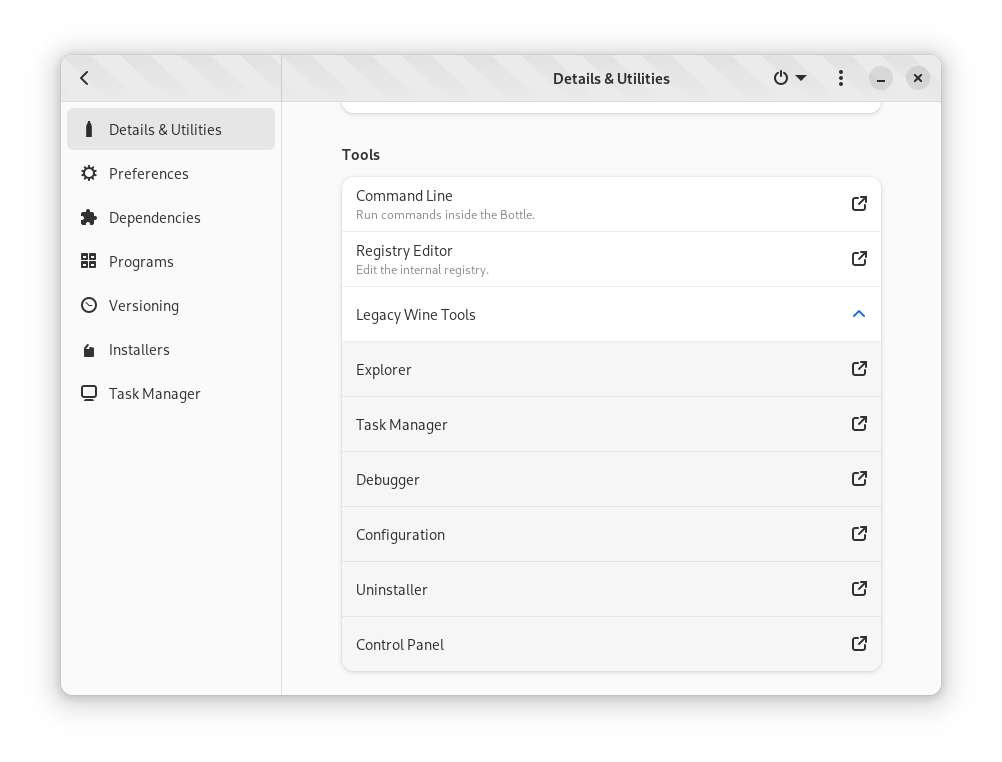 Details & Utilities
Details & Utilities
Preferences
Dependencies
Programs
Versioning
Installers
Task Manager
Tools
Command Line
Run commands inside the Bottle.
Registry Editor
Edit the internal registry.
Legacy Wine Tools
Explorer
Task Manager
Debugger
Configuration
Uninstaller
Control Panel